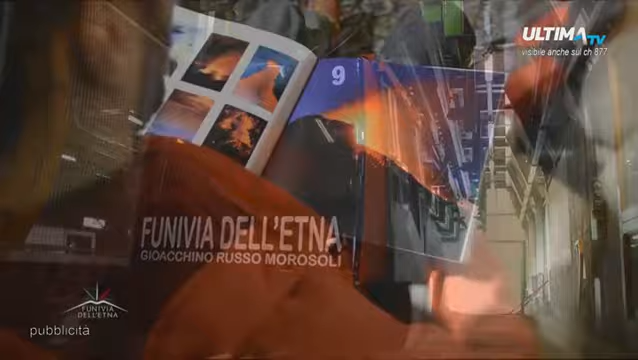 ULTIMA TV
visibile anche sul ch 877
9
FUNIVIA DELL'ETNA
GIOACCHINO RUSSO MOROSOLI
FUNIVIA
DELL'ETNA
pubblicità